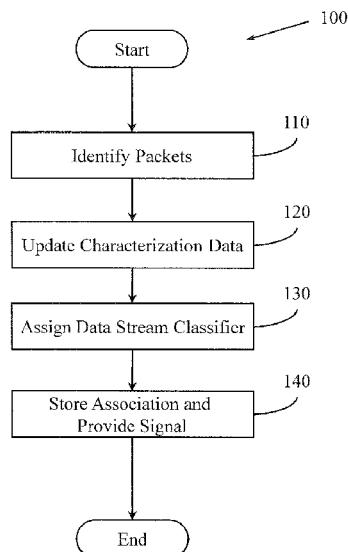 Start
100
110
Identify Packets
120
Update Characterization Data
130
Assign Data Stream Classifier
140
Store Association and
Provide Signal
End